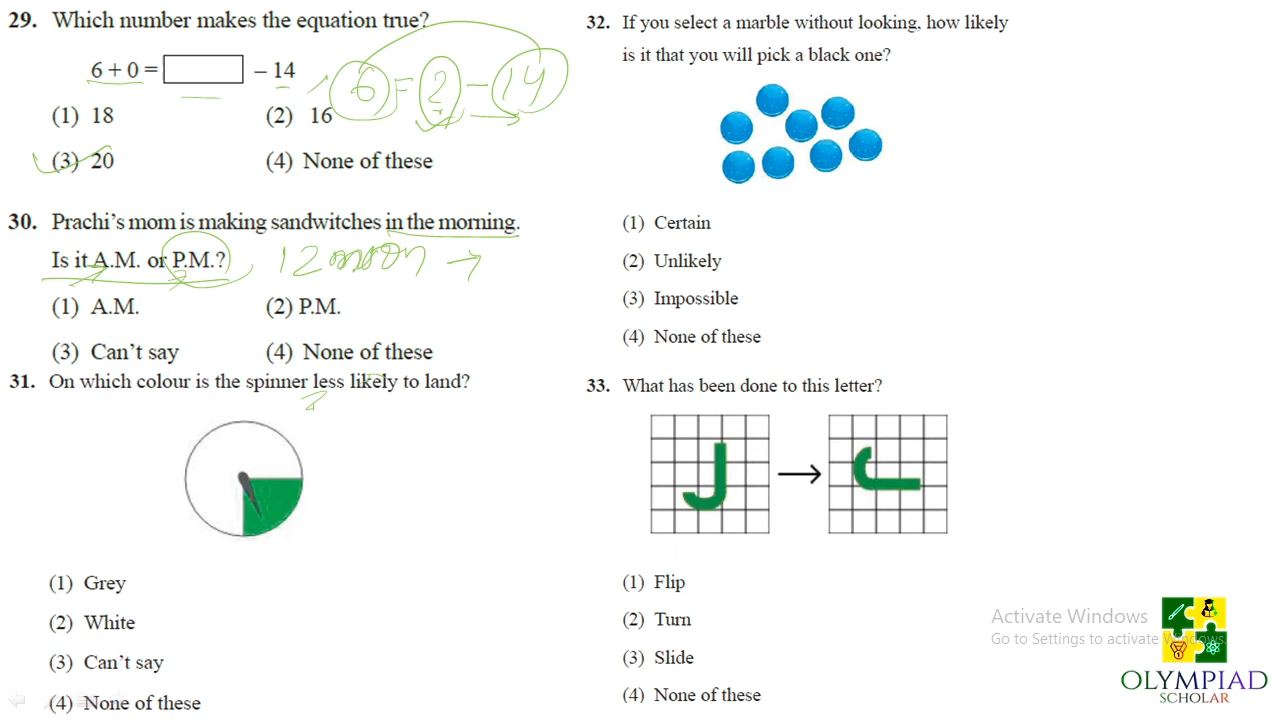 29. Which number makes the equation true?
6 + 0 = – 14
6 = ? – 14
(1) 18 (2) 16
(3) 20 (4) None of these
30. Prachi's mom is making sandwitches in the morning.
Is it A.M. or P.M.? 12 noon →
(1) A.M. (2) P.M.
(3) Can't say (4) None of these
31. On which colour is the spinner less likely to land?
(1) Grey
(2) White
(3) Can't say
(4) None of these
32. If you select a marble without looking, how likely
is it that you will pick a black one?
(1) Certain
(2) Unlikely
(3) Impossible
(4) None of these
33. What has been done to this letter?
(1) Flip
(2) Turn
(3) Slide
(4) None of these
Activate Windows
Go to Settings to activate Windows.
OLYMPIAD
SCHOLAR